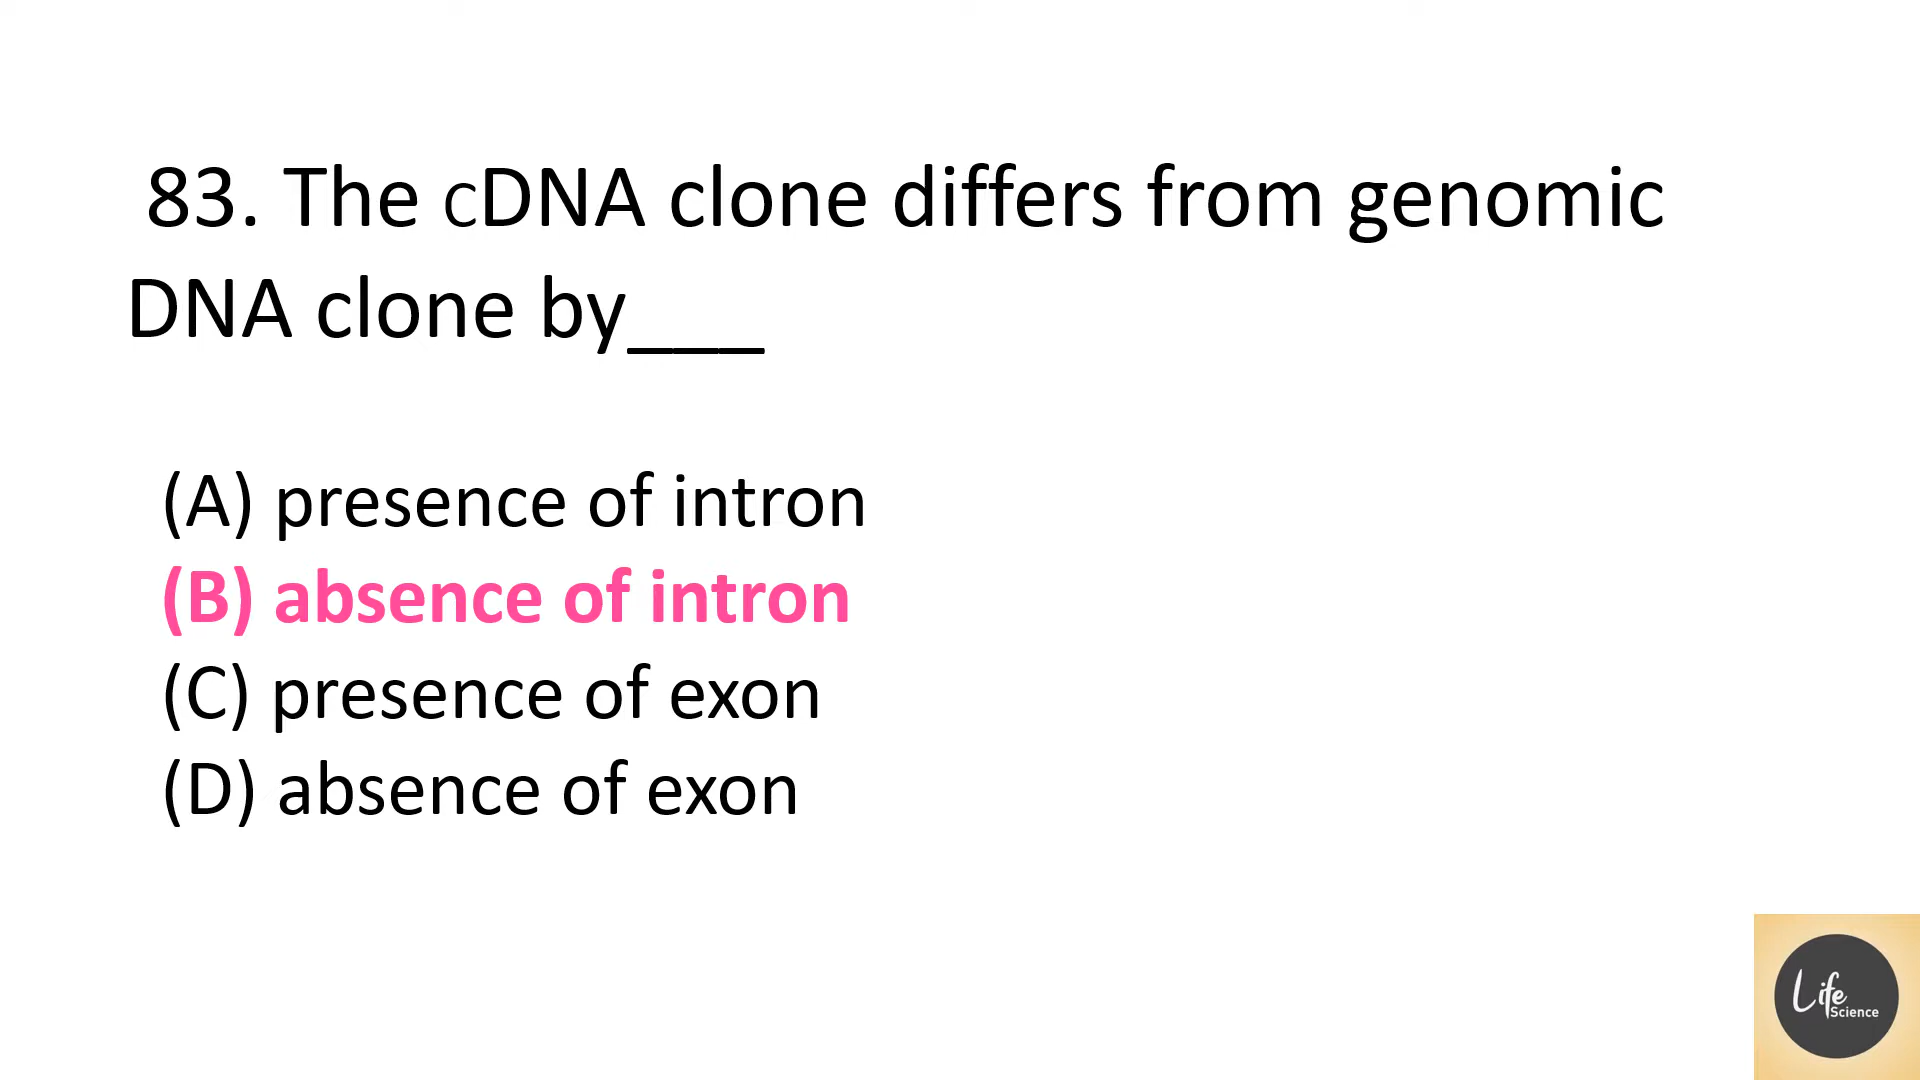 83. The cDNA clone differs from genomic
DNA clone by___
(A) presence of intron
(B) absence of intron
(C) presence of exon
(D) absence of exon
Life
Science